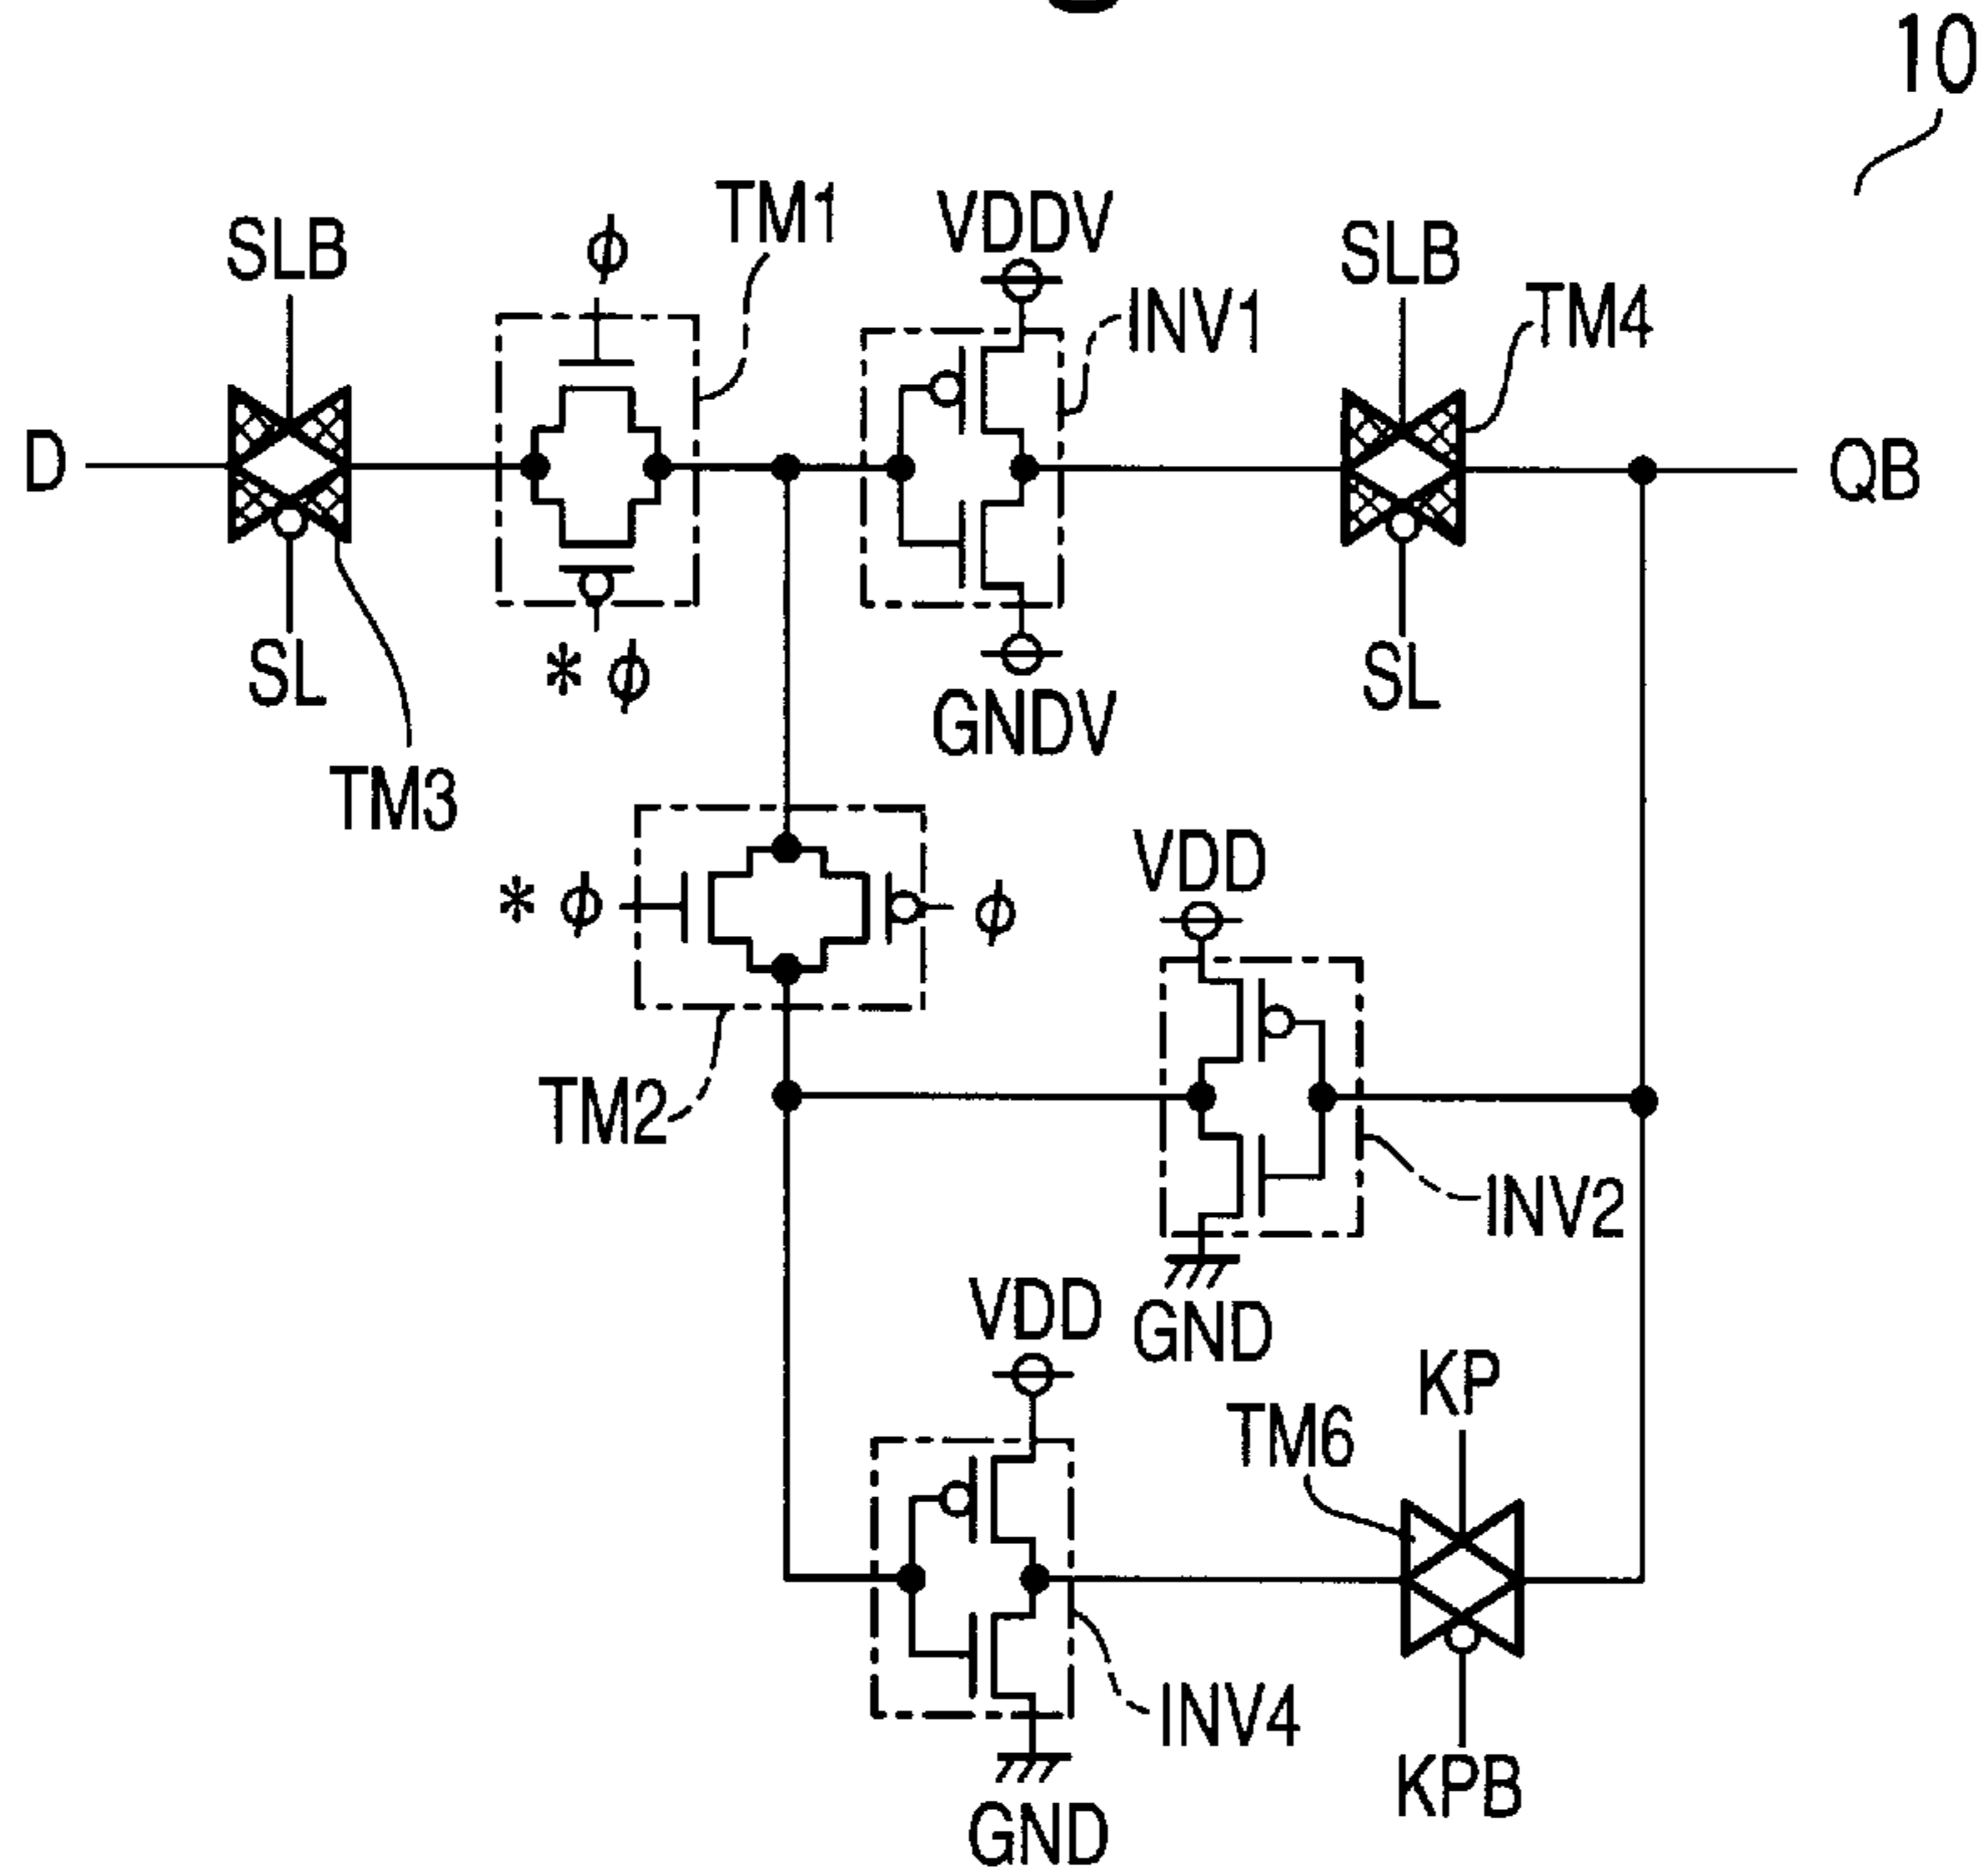 10
SLB
ϕ
TM1
VDDV
INV1
SLB
TM4
D
QB
SL
* ϕ
GNDV
SL
TM3
* ϕ
ϕ
VDD
TM2
INV2
GND
VDD
KP
TM6
INV4
KPB
GND